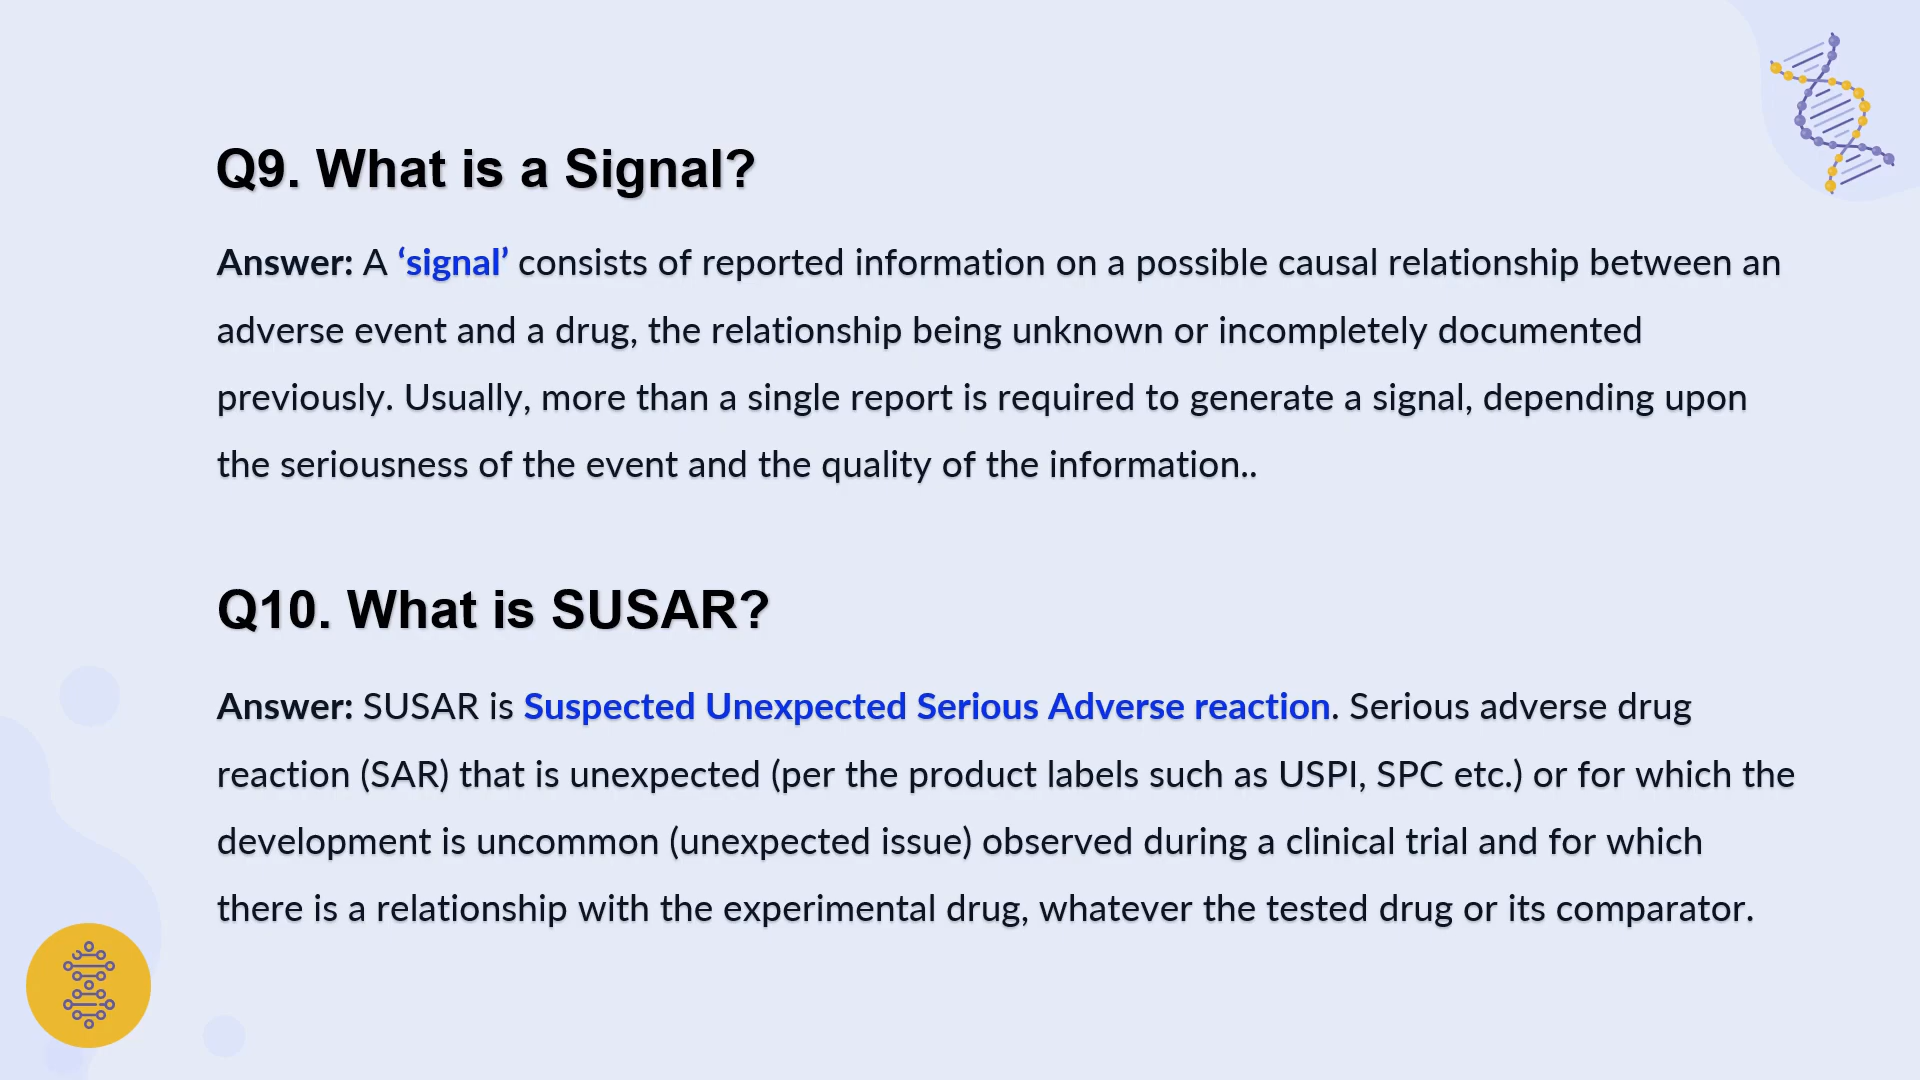 Q9. What is a Signal?
Answer: A ‘signal’ consists of reported information on a possible causal relationship between an
adverse event and a drug, the relationship being unknown or incompletely documented
previously. Usually, more than a single report is required to generate a signal, depending upon
the seriousness of the event and the quality of the information..
Q10. What is SUSAR?
Answer: SUSAR is Suspected Unexpected Serious Adverse reaction. Serious adverse drug
reaction (SAR) that is unexpected (per the product labels such as USPI, SPC etc.) or for which the
development is uncommon (unexpected issue) observed during a clinical trial and for which
there is a relationship with the experimental drug, whatever the tested drug or its comparator.